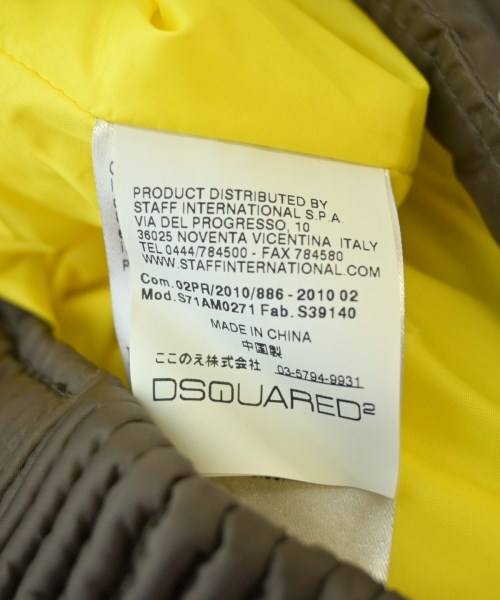 PRODUCT DISTRIBUTED BY
STAFF INTERNATIONAL S.P.A.
VIA DEL PROGRESSO, 10
36025 NOVENTA VICENTINA ITALY
TEL 0444/784500 - FAX 784580
WWW.STAFFINTERNATIONAL.COM
Com.02PR/2010/886 - 2010 02
Mod.S71AM0271 Fab.S39140
MADE IN CHINA
中国製
ここのえ株式会社 03-5794-9931
DSQUARED²